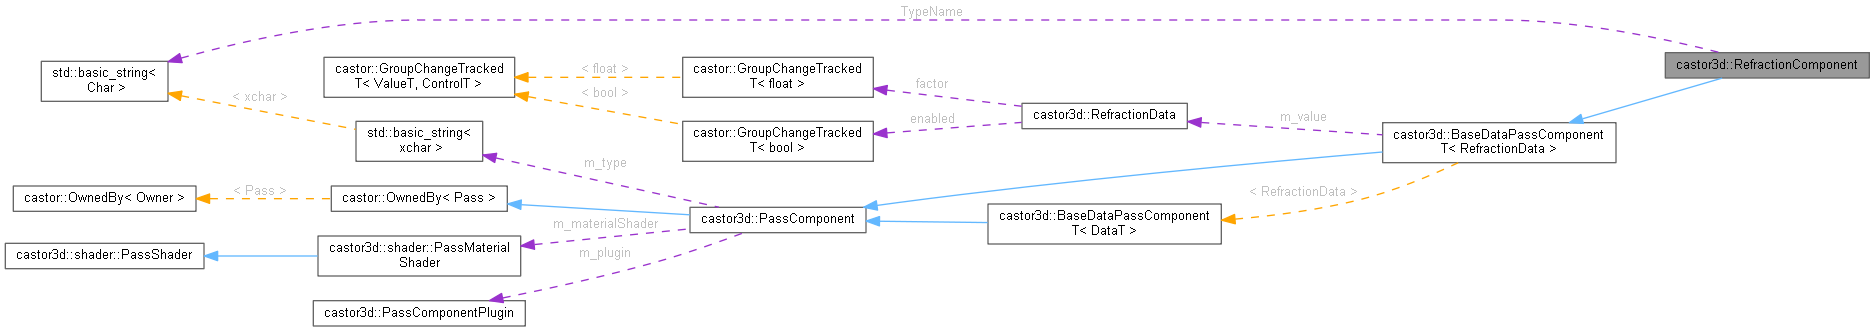 TypeName
std::basic_string<
Char >
castor::GroupChangeTracked
T< ValueT, ControlT >
< float >
< bool >
castor::GroupChangeTracked
T< float >
factor
castor3d::RefractionComponent
< xchar >
std::basic_string<
xchar >
castor::GroupChangeTracked
T< bool >
enabled
castor3d::RefractionData
m_value
castor3d::BaseDataPassComponent
T< RefractionData >
m_type
castor::OwnedBy< Owner >
< Pass >
castor::OwnedBy< Pass >
castor3d::PassComponent
< RefractionData >
castor3d::BaseDataPassComponent
T< DataT >
m_materialShader
castor3d::shader::PassShader
castor3d::shader::PassMaterial
Shader
m_plugin
castor3d::PassComponentPlugin